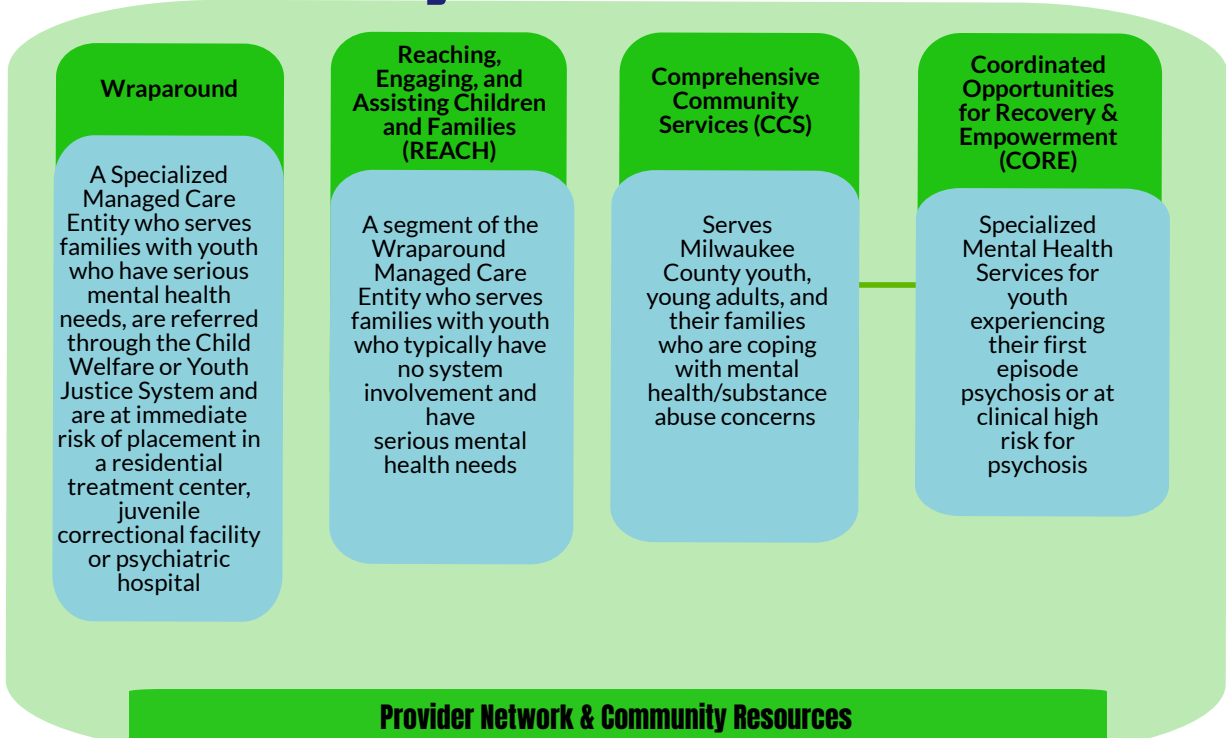 Wraparound
A Specialized
Managed Care
Entity who serves
families with youth
who have serious
mental health
needs, are referred
through the Child
Welfare or Youth
Justice System and
are at immediate
risk of placement in
a residential
treatment center,
juvenile
correctional facility
or psychiatric
hospital
Reaching,
Engaging, and
Assisting Children
and Families
(REACH)
A segment of the
Wraparound
Managed Care
Entity who serves
families with youth
who typically have
no system
involvement and
have
serious mental
health needs
Comprehensive
Community
Services (CCS)
Serves
Milwaukee
County youth,
young adults, and
their families
who are coping
with mental
health/substance
abuse concerns
Coordinated
Opportunities
for Recovery &
Empowerment
(CORE)
Specialized
Mental Health
Services for
youth
experiencing
their first
episode
psychosis or at
clinical high
risk for
psychosis
Provider Network & Community Resources